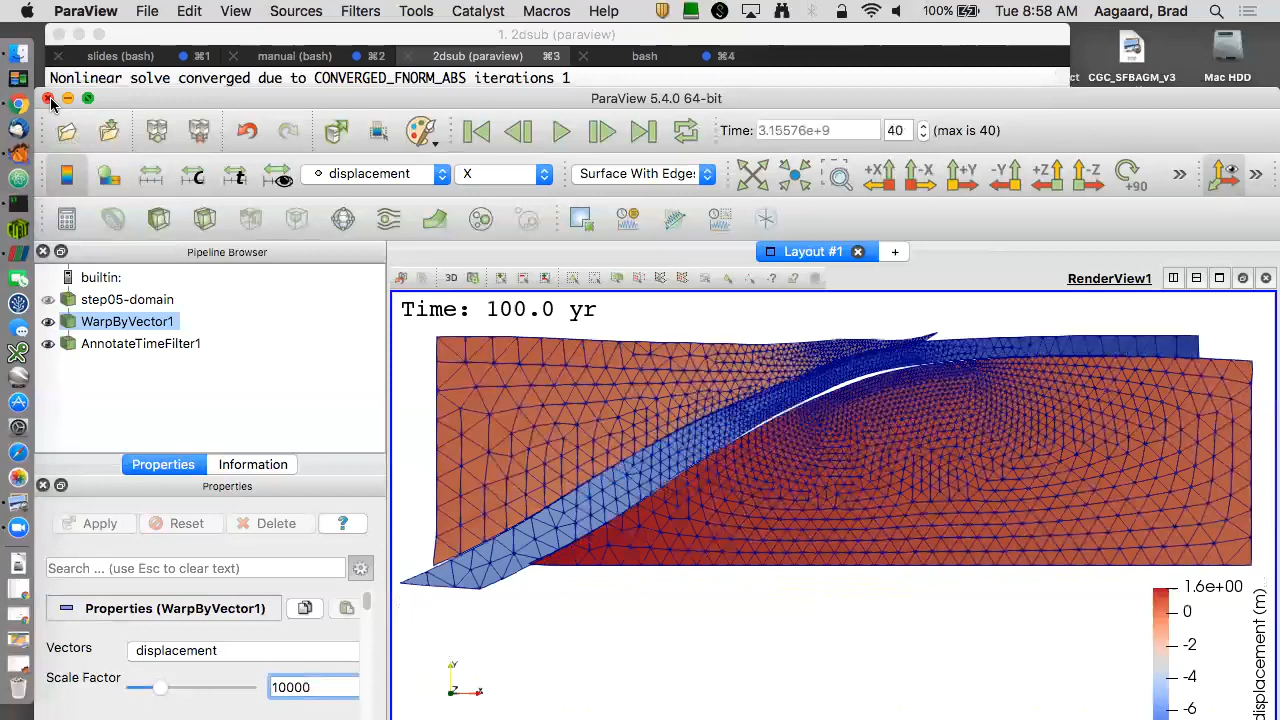 ParaView File Edit View Sources Filters Tools Catalyst Macros Help 100% Tue 8:58 AM Aagaard, Brad
1. 2dsub (paraview)
slides (bash) ⌘1 manual (bash) ⌘2 2dsub (paraview) ⌘3 bash ⌘4
Nonlinear solve converged due to CONVERGED_FNORM_ABS iterations 1
ct CGC_SFBAGM_v3 Mac HDD
ParaView 5.4.0 64-bit
Time: 3.15576e+9 40 (max is 40)
displacement X Surface With Edges +X -X +Y -Y +Z -Z +90
Pipeline Browser
Layout #1 +
builtin:
3D RenderView1
step05-domain
WarpByVector1
AnnotateTimeFilter1
Time: 100.0 yr
Properties Information
Properties
Apply Reset Delete ?
Search ... (use Esc to clear text)
Properties (WarpByVector1)
Vectors displacement
Scale Factor 10000
Y
Z X
1.6e+00
0
-2
-4
-6
displacement (m)